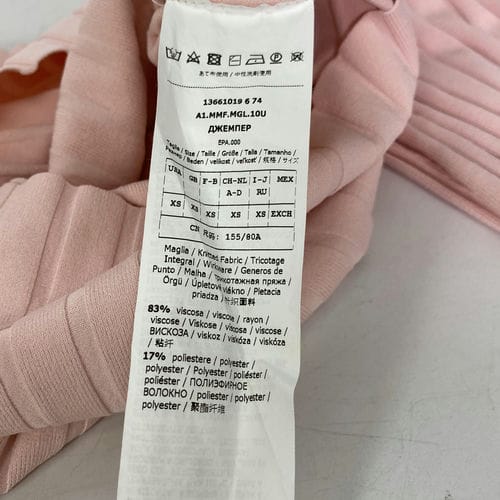 あて布使用 / 中性洗剤使用
13661019 6 74
A1.MMF.MGL.10U
ДЖЕМПЕР
EPA.000
Taglia / Size / Taille / Größe / Talla / Tamanho /
Размер / Beden / velikost / veľkosť / 规格 / サイズ
USA GB F-B CH-NL I-J MEX
A-D RU
XS XS XS XS XS EXCH
CN 代码: 155/80A
Maglia / Knitted Fabric / Tricotage
Integral / Wirkware / Generos de
Punto / Malha / трикотажная пряжа /
Örgü / Úpletové vlákno / Pletacia
priadza / 针织面料
83% viscosa / viscose / rayon /
viscose / Viskose / viscosa / viscose /
ВИСКОЗА / viskoz / viskóza / viskóza
/ 粘纤
17% poliestere / polyester /
polyester / Polyester / poliéster /
poliéster / ПОЛИЭФИРНОЕ
ВОЛОКНО / poliester / polyester /
polyester / 聚酯纤维